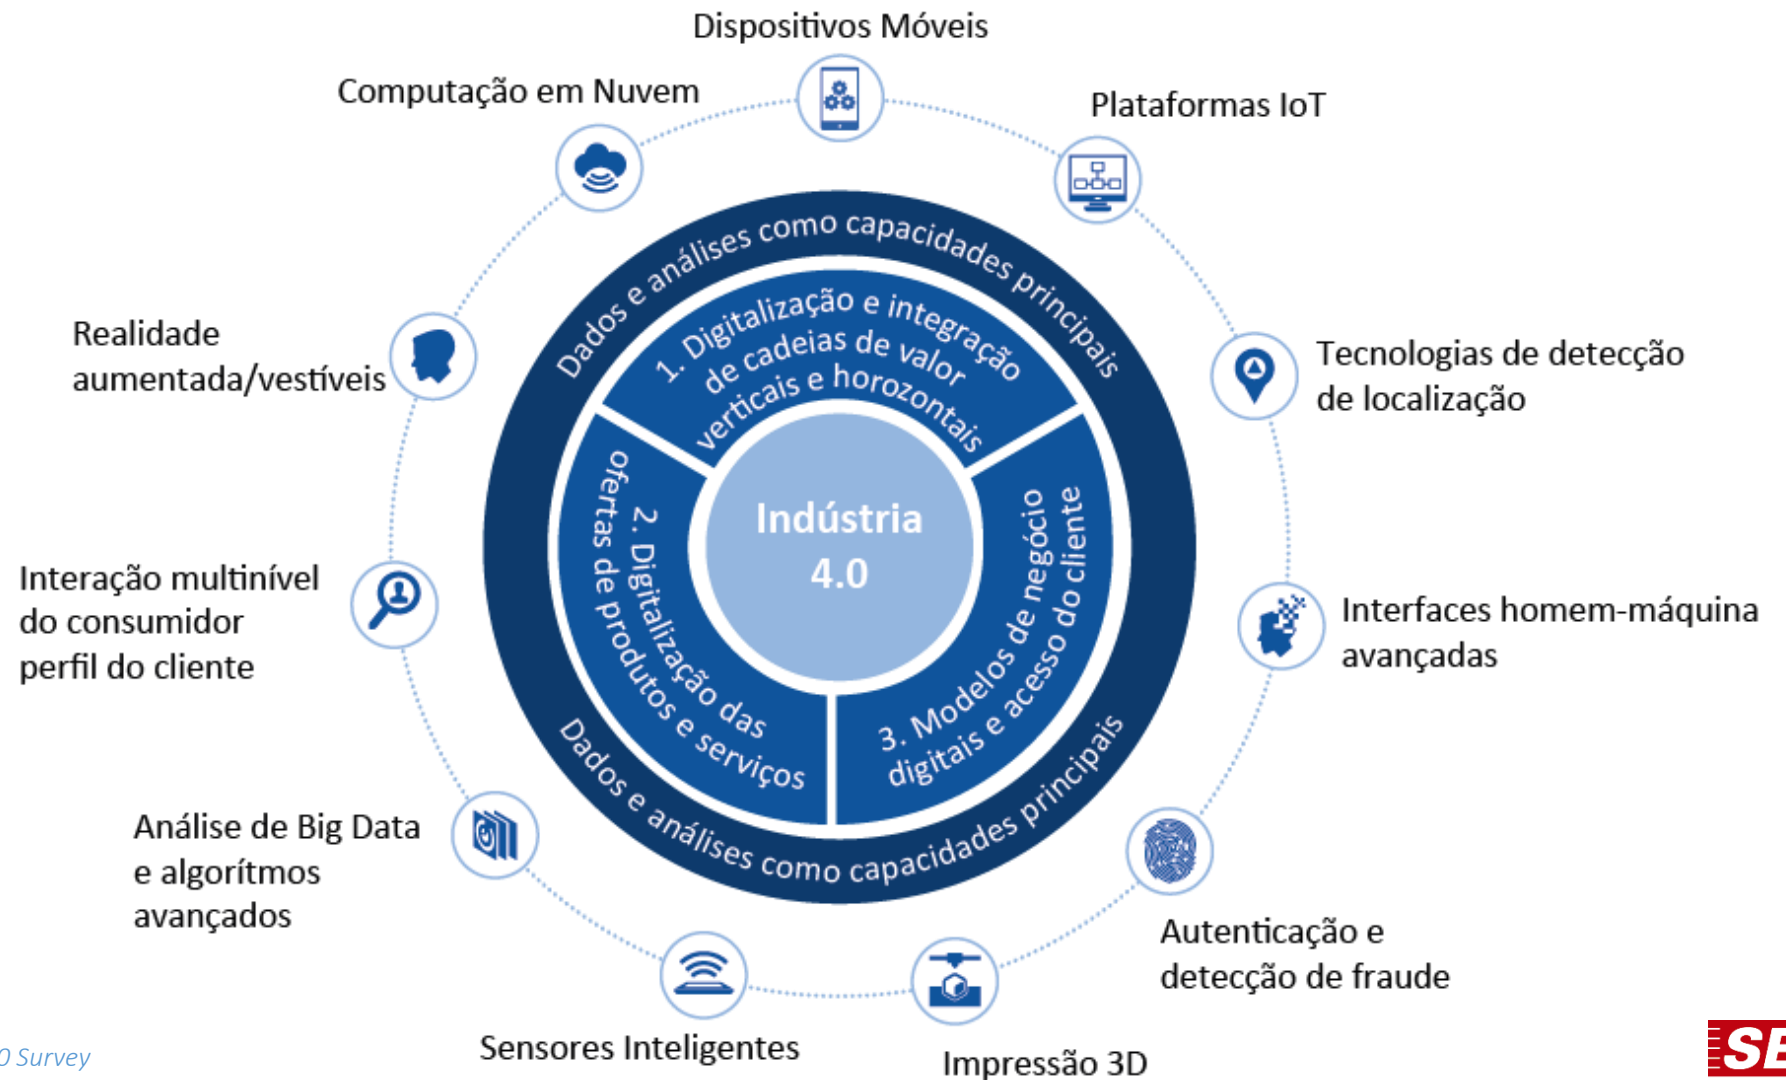 Dispositivos Móveis
Computação em Nuvem
Plataformas IoT
Realidade
aumentada/vestíveis
Tecnologias de detecção
de localização
Interação multinível
do consumidor
perfil do cliente
Interfaces homem-máquina
avançadas
Análise de Big Data
e algorítmos
avançados
Autenticação e
detecção de fraude
Sensores Inteligentes
Impressão 3D
Dados e análises como capacidades principais
1. Digitalização e integração
de cadeias de valor
verticais e horozontais
2. Digitalização das
ofertas de produtos e serviços
3. Modelos de negócio
digitais e acesso do cliente
Indústria
4.0
Dados e análises como capacidades principais
0 Survey
SE